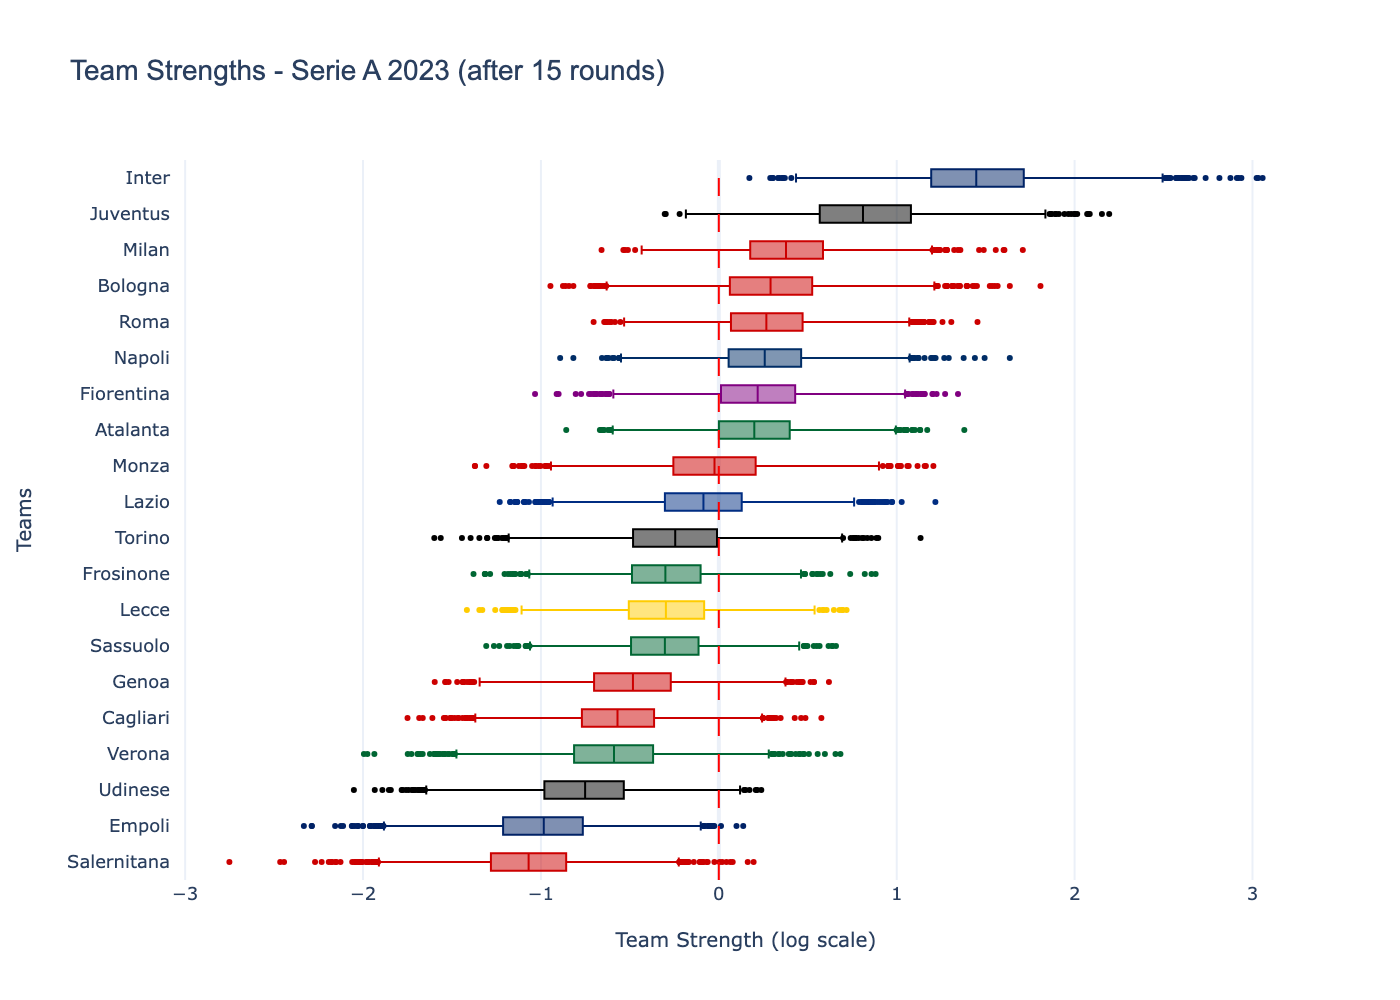 Team Strengths - Serie A 2023 (after 15 rounds)
Inter
Juventus
Milan
Bologna
Roma
Napoli
Fiorentina
Atalanta
Monza
Lazio
Torino
Frosinone
Lecce
Sassuolo
Genoa
Cagliari
Verona
Udinese
Empoli
Salernitana
Teams
−3 −2 −1 0 1 2 3
Team Strength (log scale)